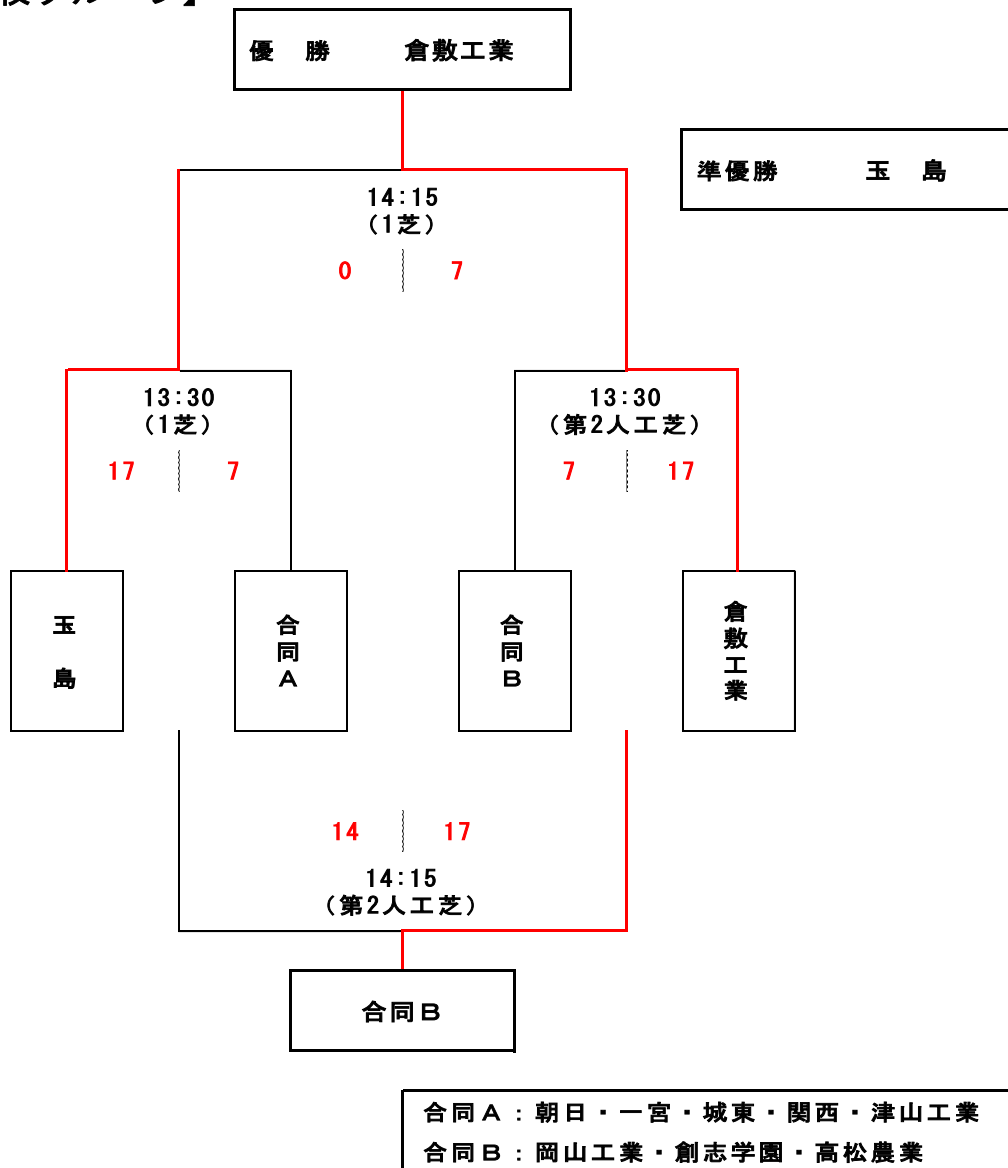 優 勝 倉敷工業
準優勝 玉 島
14:15
(1芝)
0 7
13:30
(1芝)
17 7
13:30
(第2人工芝)
7 17
玉島
合同A
合同B
倉敷工業
14 17
14:15
(第2人工芝)
合同B
合同A:朝日・一宮・城東・関西・津山工業
合同B:岡山工業・創志学園・高松農業